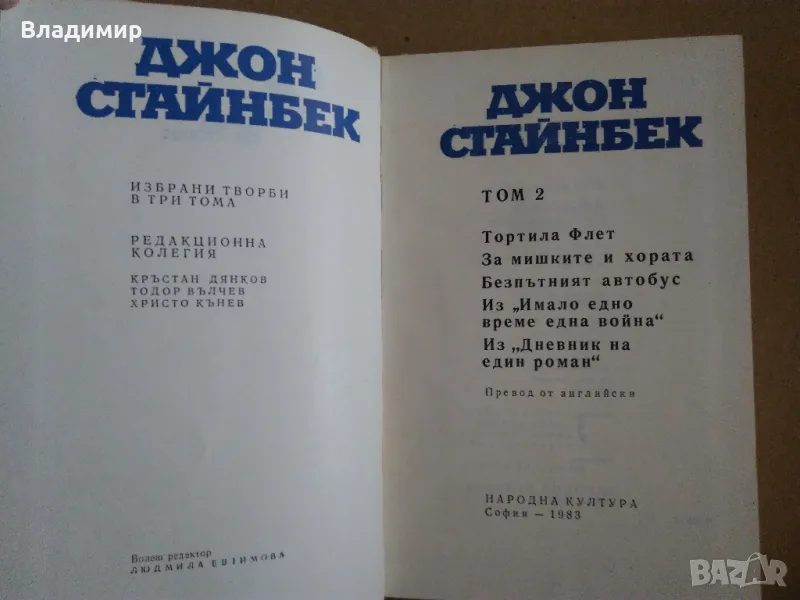 Владимир
ДЖОН
СТАЙНБЕК
ИЗБРАНИ ТВОРБИ
В ТРИ ТОМА
РЕДАКЦИОННА
КОЛЕГИЯ
КРЪСТАН ДЯНКОВ
ТОДОР ВЪЛЧЕВ
ХРИСТО КЪНЕВ
Водещ редактор
ЛЮДМИЛА ЕВТИМОВА
ДЖОН
СТАЙНБЕК
ТОМ 2
Тортила Флет
За мишките и хората
Безпътният автобус
Из „Имало едно
време една война“
Из „Дневник на
един роман“
Превод от английски
НАРОДНА КУЛТУРА
София — 1983
BAZAR